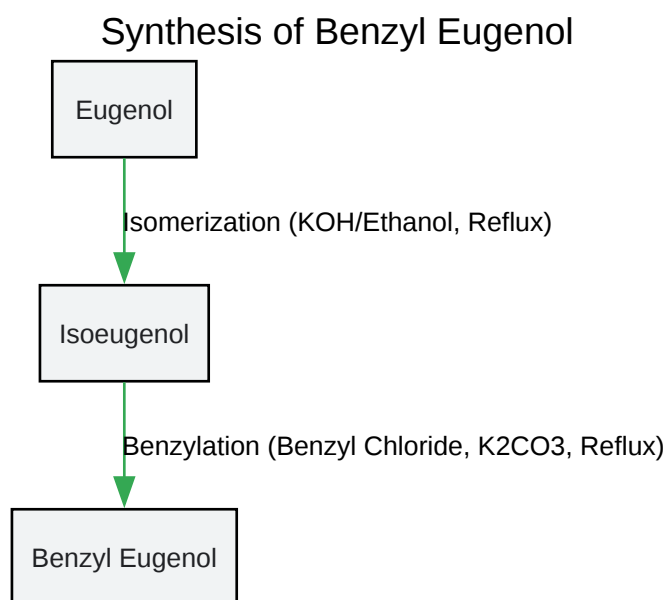 Synthesis of Benzyl Eugenol
Eugenol
Isomerization (KOH/Ethanol, Reflux)
Isoeugenol
Benzylation (Benzyl Chloride, K2CO3, Reflux)
Benzyl Eugenol